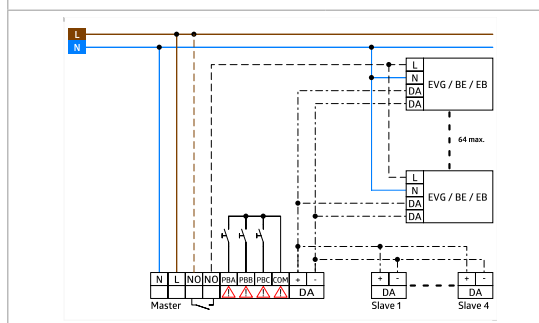 L
N
L
N
DA
DA
EVG / BE / EB
64 max.
L
N
DA
DA
EVG / BE / EB
N L NO NO PBA PBB PBC COM + -
DA
+ -
DA
+ -
DA
Master
Slave 1
Slave 4